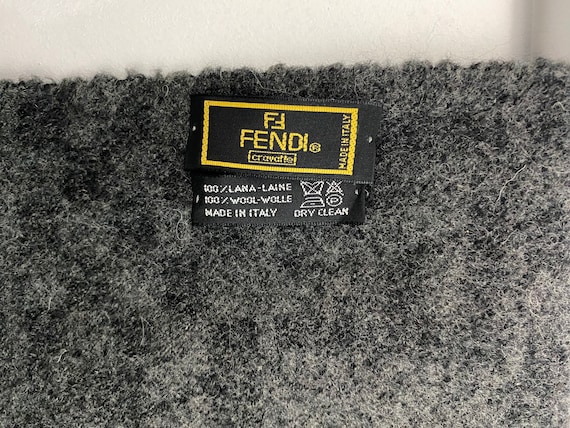 FF
FENDI®
cravatte
MADE IN ITALY
100% LANA-LAINE
100% WOOL-WOLLE
MADE IN ITALY DRY CLEAN